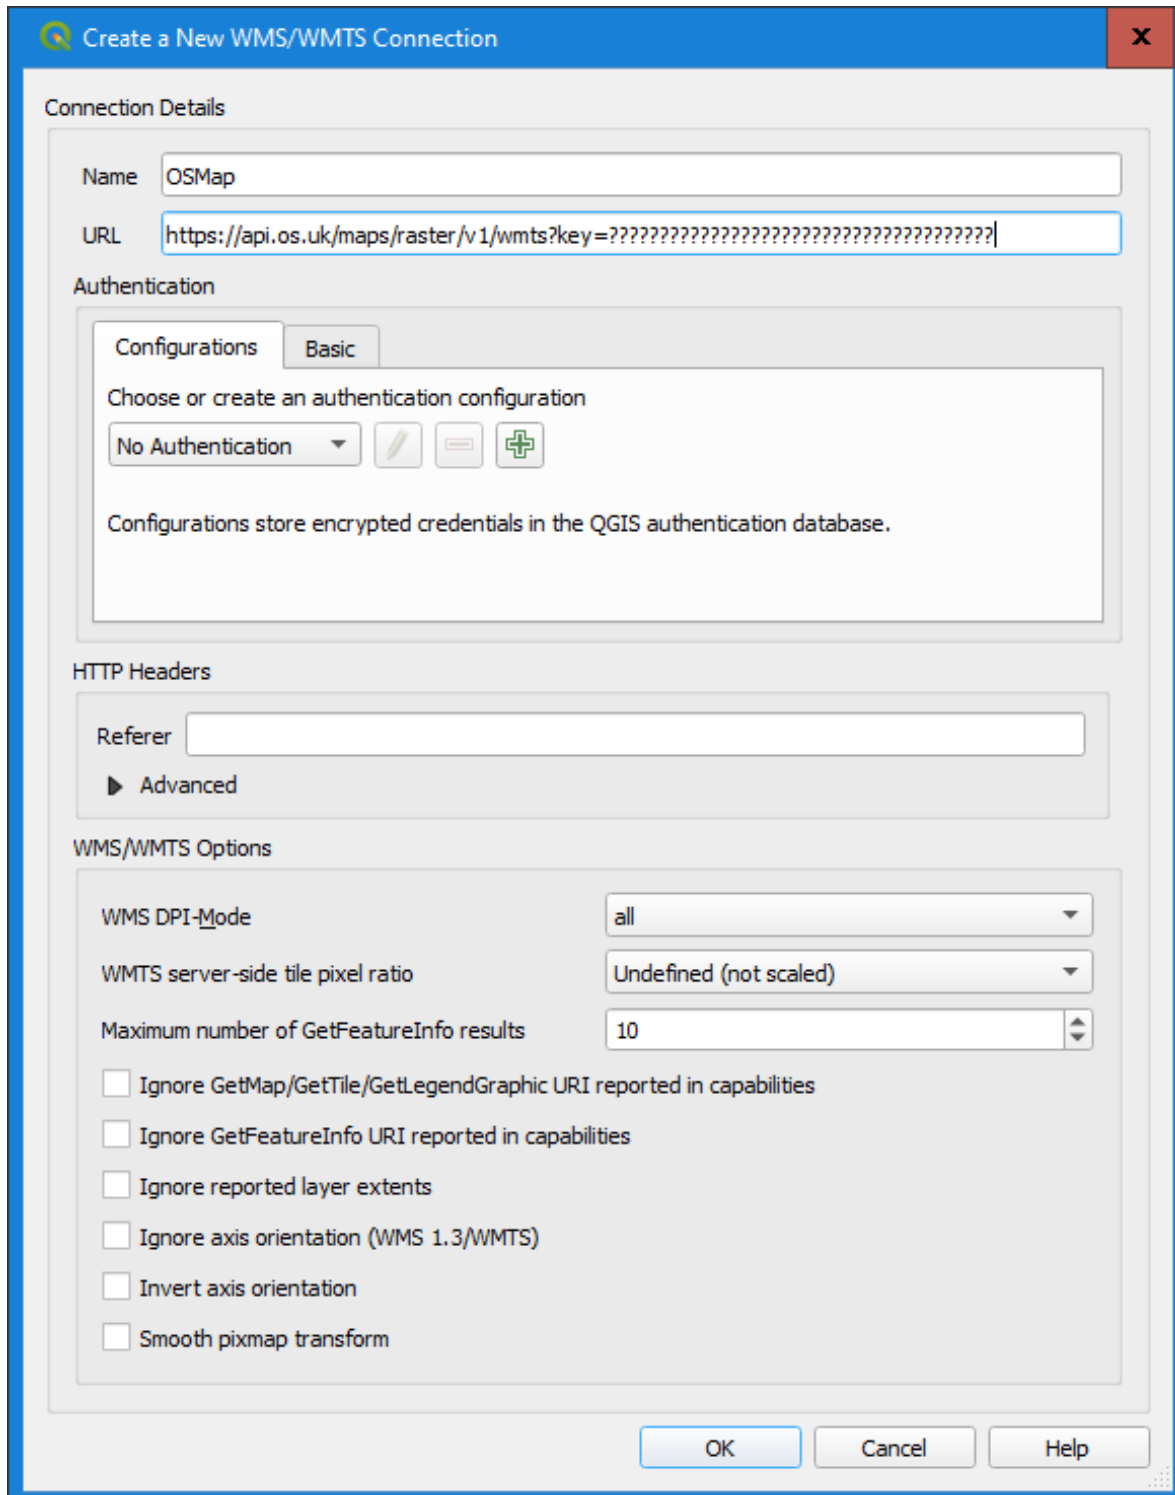 Create a New WMS/WMTS Connection
Connection Details
Name OSMap
URL https://api.os.uk/maps/raster/v1/wmts?key=??????????????????????????????????????
Authentication
Configurations Basic
Choose or create an authentication configuration
No Authentication
Configurations store encrypted credentials in the QGIS authentication database.
HTTP Headers
Referer
Advanced
WMS/WMTS Options
WMS DPI-Mode all
WMTS server-side tile pixel ratio Undefined (not scaled)
Maximum number of GetFeatureInfo results 10
Ignore GetMap/GetTile/GetLegendGraphic URI reported in capabilities
Ignore GetFeatureInfo URI reported in capabilities
Ignore reported layer extents
Ignore axis orientation (WMS 1.3/WMTS)
Invert axis orientation
Smooth pixmap transform
OK Cancel Help